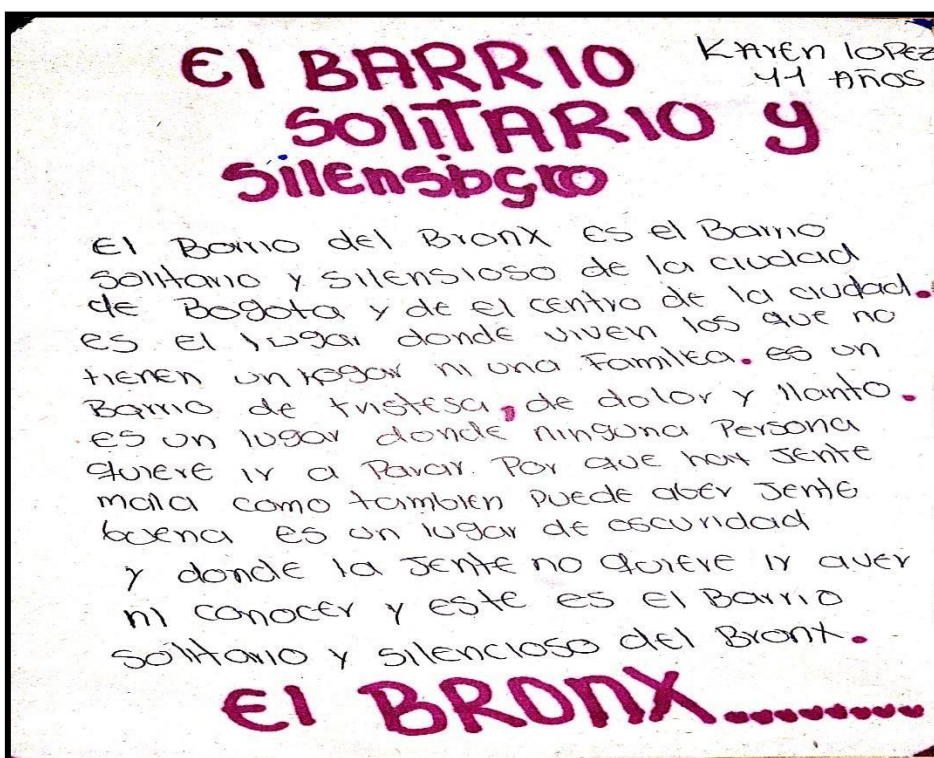 El BARRIO
KAREN lOPEZ
11 AÑOS
SOliTARIO y
El Barrio del Bronx es el Barrio
Solitario y silensioso de la ciudad
de Bogota y de el centro de la ciudad.
es el lugar donde viven los que no
tienen un hogar ni una Familia. es un
Barrio de tristesa, de dolor y llanto.
es un lugar donde ninguna Persona
quiere ir a Parar. Por que hay Jente
mala como tambien puede aber Jente
buena es un lugar de oscuridad
y donde la Jente no quiere ir aver
ni conocer y este es el Barrio
solitario y silencioso del Bronx.
El BRONX.........